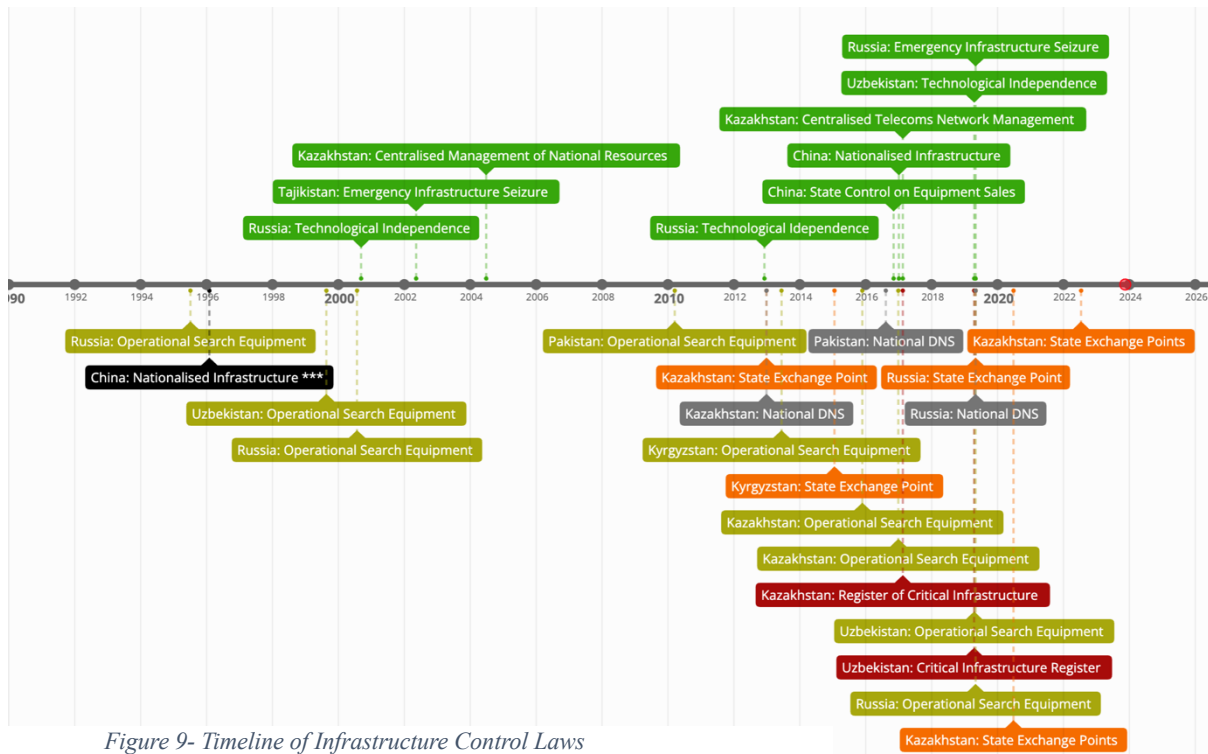 Russia: Emergency Infrastructure Seizure
Uzbekistan: Technological Independence
Kazakhstan: Centralised Telecoms Network Management
Kazakhstan: Centralised Management of National Resources
China: Nationalised Infrastructure
Tajikistan: Emergency Infrastructure Seizure
China: State Control on Equipment Sales
Russia: Technological Independence
Russia: Technological Idependence
90 1992 1994 1996 1998 2000 2002 2004 2006 2008 2010 2012 2014 2016 2018 2020 2022 2024 2026
Russia: Operational Search Equipment
Pakistan: Operational Search Equipment
Pakistan: National DNS
Kazakhstan: State Exchange Points
China: Nationalised Infrastructure ***
Kazakhstan: State Exchange Point
Russia: State Exchange Point
Uzbekistan: Operational Search Equipment
Kazakhstan: National DNS
Russia: National DNS
Russia: Operational Search Equipment
Kyrgyzstan: Operational Search Equipment
Kyrgyzstan: State Exchange Point
Kazakhstan: Operational Search Equipment
Kazakhstan: Operational Search Equipment
Kazakhstan: Register of Critical Infrastructure
Uzbekistan: Operational Search Equipment
Uzbekistan: Critical Infrastructure Register
Russia: Operational Search Equipment
Kazakhstan: State Exchange Points
Figure 9- Timeline of Infrastructure Control Laws